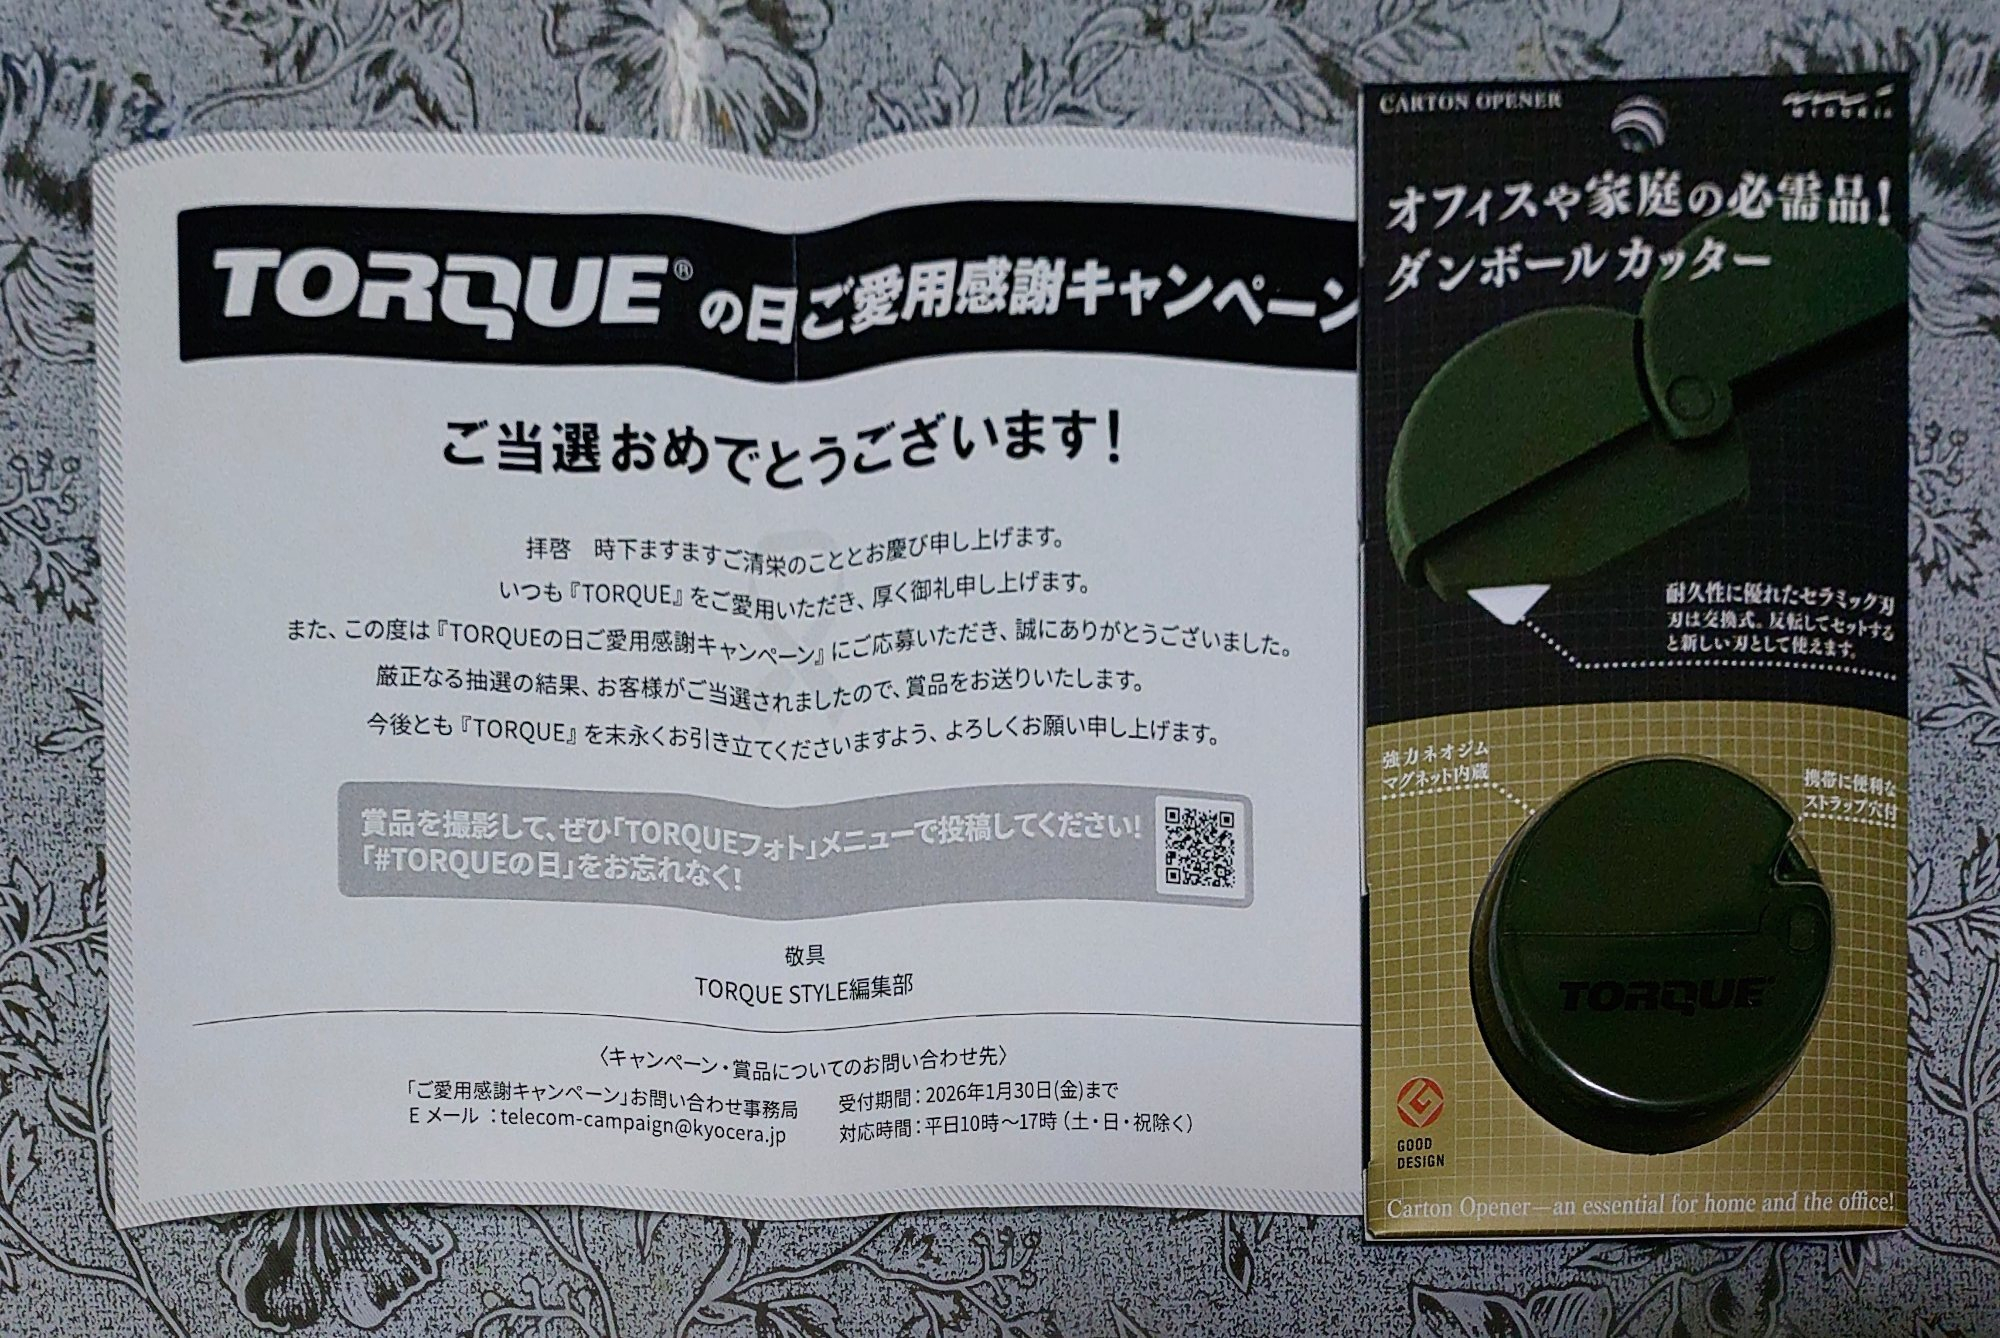 TORQUE® の日ご愛用感謝キャンペーン
ご当選おめでとうございます!
拝啓 時下ますますご清栄のこととお慶び申し上げます。
いつも『TORQUE』をご愛用いただき、厚く御礼申し上げます。
また、この度は『TORQUEの日ご愛用感謝キャンペーン』にご応募いただき、誠にありがとうございました。
厳正なる抽選の結果、お客様がご当選されましたので、賞品をお送りいたします。
今後とも『TORQUE』を末永くお引き立てくださいますよう、よろしくお願い申し上げます。
賞品を撮影して、ぜひ「TORQUEフォト」メニューで投稿してください!
「#TORQUEの日」をお忘れなく!
敬具
TORQUE STYLE編集部
〈キャンペーン・賞品についてのお問い合わせ先〉
「ご愛用感謝キャンペーン」お問い合わせ事務局
Eメール :telecom-campaign@kyocera.jp
受付期間:2026年1月30日(金)まで
対応時間:平日10時〜17時(土・日・祝除く)
CARTON OPENER
MIDORI
オフィスや家庭の必需品!
ダンボールカッター
耐久性に優れたセラミック刃
刃は交換式。反転してセットする
と新しい刃として使えます。
強力ネオジム
マグネット内蔵
携帯に便利な
ストラップ穴付
TORQUE
GOOD
DESIGN
Carton Opener—an essential for home and the office!